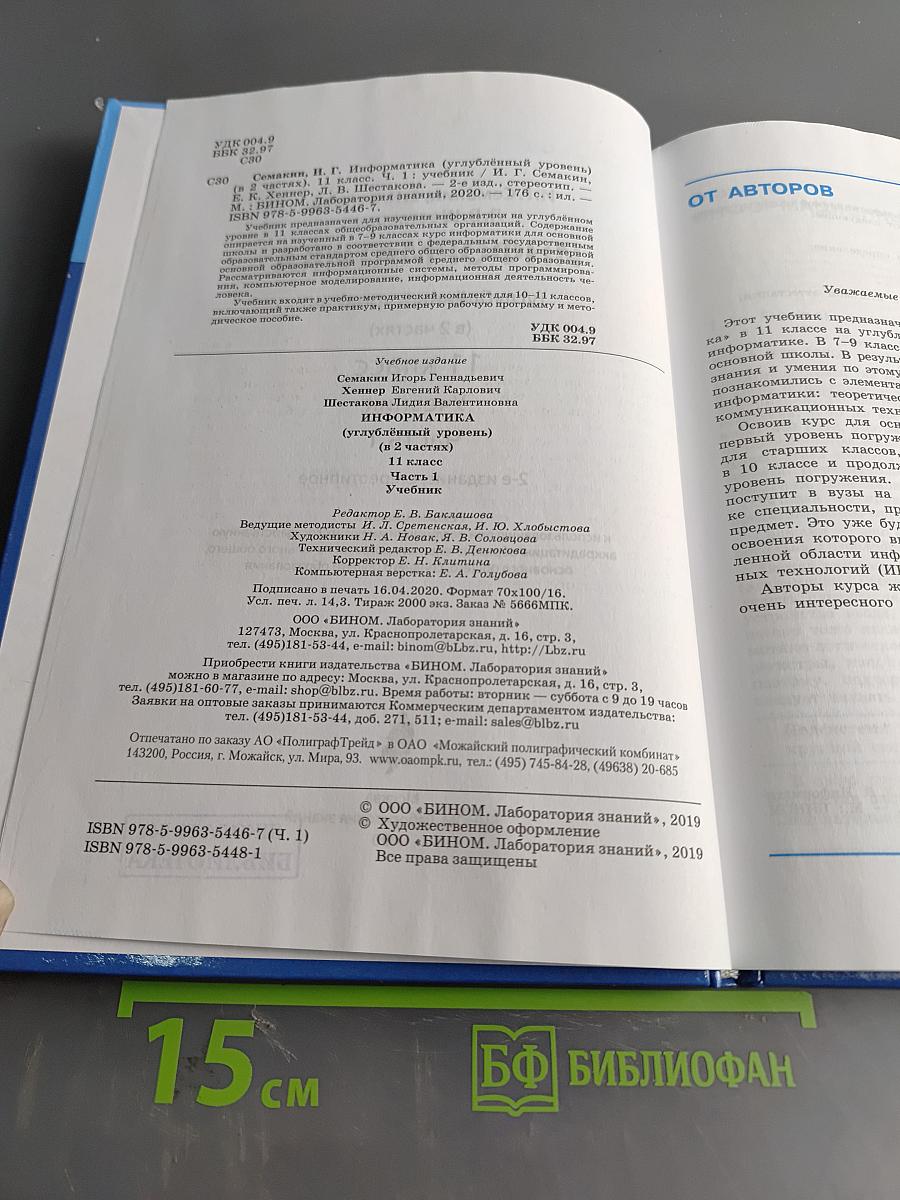 УДК 004.9
ББК 32.97
С30
Семакин, И. Г. Информатика (углублённый уровень)
С30 (в 2 частях). 11 класс. Ч. 1 : учебник / И. Г. Семакин,
Е. К. Хеннер, Л. В. Шестакова. — 2-е изд., стереотип. —
М. : БИНОМ. Лаборатория знаний, 2020. — 176 с. : ил.
ISBN 978-5-9963-5446-7.
Учебник предназначен для изучения информатики на углублённом
уровне в 11 классах общеобразовательных организаций. Содержание
опирается на изученный в 7–9 классах курс информатики для основной
школы и разработано в соответствии с федеральным государственным
образовательным стандартом среднего общего образования и примерной
основной образовательной программой среднего общего образования.
Рассматриваются информационные системы, методы программирова-
ния, компьютерное моделирование, информационная деятельность че-
ловека.
Учебник входит в учебно-методический комплект для 10–11 классов,
включающий также практикум, примерную рабочую программу и мето-
дическое пособие.
УДК 004.9
ББК 32.97
Учебное издание
Семакин Игорь Геннадьевич
Хеннер Евгений Карлович
Шестакова Лидия Валентиновна
ИНФОРМАТИКА
(углублённый уровень)
(в 2 частях)
11 класс
Часть 1
Учебник
Редактор Е. В. Баклашова
Ведущие методисты И. Л. Сретенская, И. Ю. Хлобыстова
Художники Н. А. Новак, Я. В. Соловцова
Технический редактор Е. В. Денюкова
Корректор Е. Н. Клитина
Компьютерная верстка: Е. А. Голубова
Подписано в печать 16.04.2020. Формат 70х100/16.
Усл. печ. л. 14,3. Тираж 2000 экз. Заказ № 5666МПК.
ООО «БИНОМ. Лаборатория знаний»
127473, Москва, ул. Краснопролетарская, д. 16, стр. 3,
тел. (495)181-53-44, e-mail: binom@bLbz.ru, http://Lbz.ru
Приобрести книги издательства «БИНОМ. Лаборатория знаний»
можно в магазине по адресу: Москва, ул. Краснопролетарская, д. 16, стр. 3,
тел. (495)181-60-77, e-mail: shop@blbz.ru. Время работы: вторник — суббота с 9 до 19 часов
Заявки на оптовые заказы принимаются Коммерческим департаментом издательства:
тел. (495)181-53-44, доб. 271, 511; e-mail: sales@blbz.ru
Отпечатано по заказу АО «ПолиграфТрейд» в ОАО «Можайский полиграфический комбинат»
143200, Россия, г. Можайск, ул. Мира, 93. www.oaompk.ru, тел.: (495) 745-84-28, (49638) 20-685
ISBN 978-5-9963-5446-7 (Ч. 1)
ISBN 978-5-9963-5448-1
© ООО «БИНОМ. Лаборатория знаний», 2019
© Художественное оформление
ООО «БИНОМ. Лаборатория знаний», 2019
Все права защищены
ОТ АВТОРОВ
Уважаемые
Этот учебник предназнач
ка» в 11 классе на углуб
информатике. В 7–9 класс
основной школы. В резуль
знания и умения по этому
познакомились с элемента
информатики: теоретичес
коммуникационных техн
Освоив курс для осн
первый уровень погруж
для старших классов,
в 10 классе и продолж
уровень погружения.
поступит в вузы на
ке специальности, пр
предмет. Это уже буд
освоения которого вы
ленной области инф
ных технологий (ИК
Авторы курса ж
очень интересного
15 см
БФ БИБЛИОФАН